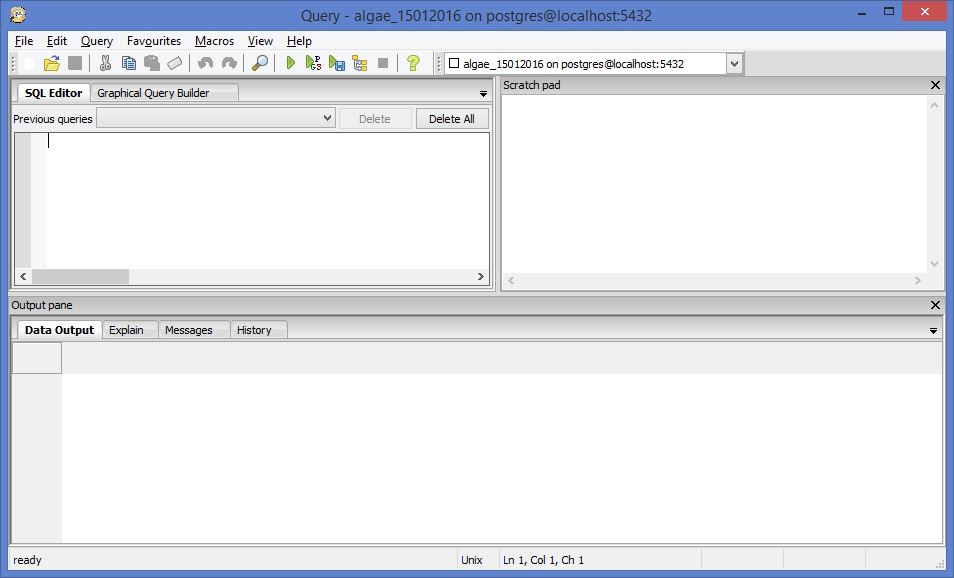 Query - algae_15012016 on postgres@localhost:5432
File Edit Query Favourites Macros View Help
algae_15012016 on postgres@localhost:5432
SQL Editor Graphical Query Builder
Scratch pad
Previous queries Delete Delete All
Output pane
Data Output Explain Messages History
ready Unix Ln 1, Col 1, Ch 1